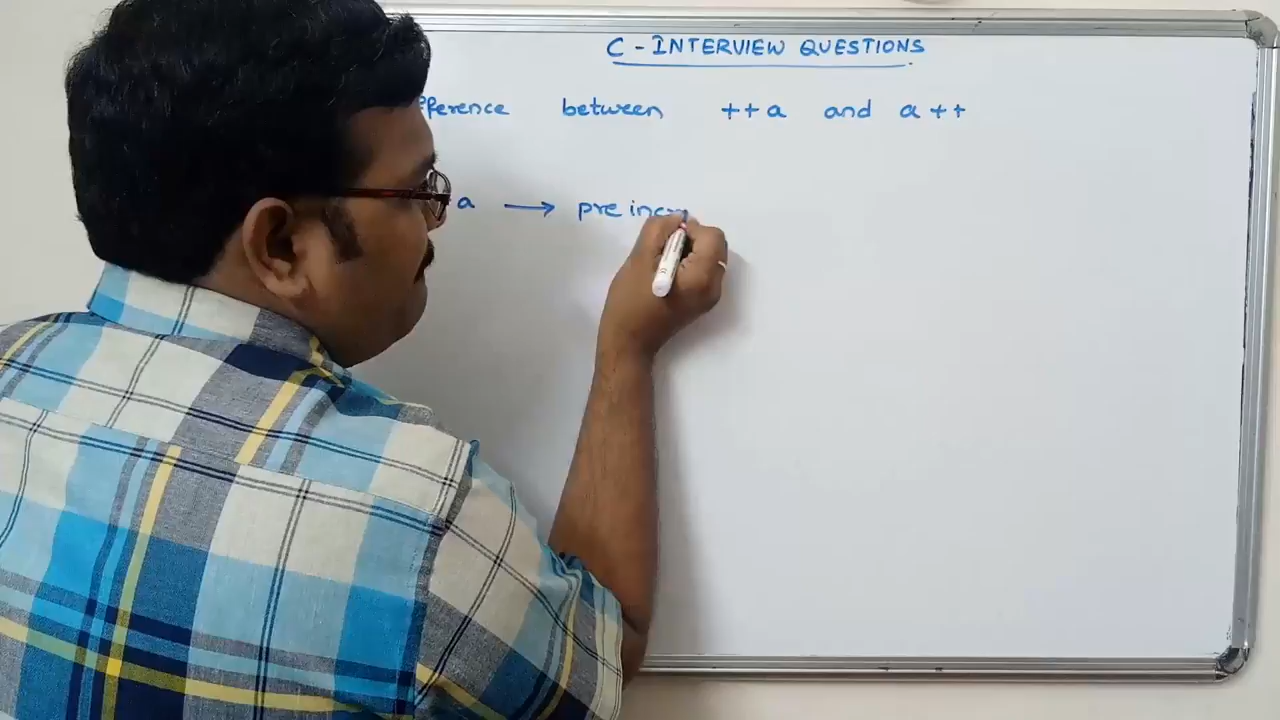 C - INTERVIEW QUESTIONS
fference between ++a and a++
a → pre incr